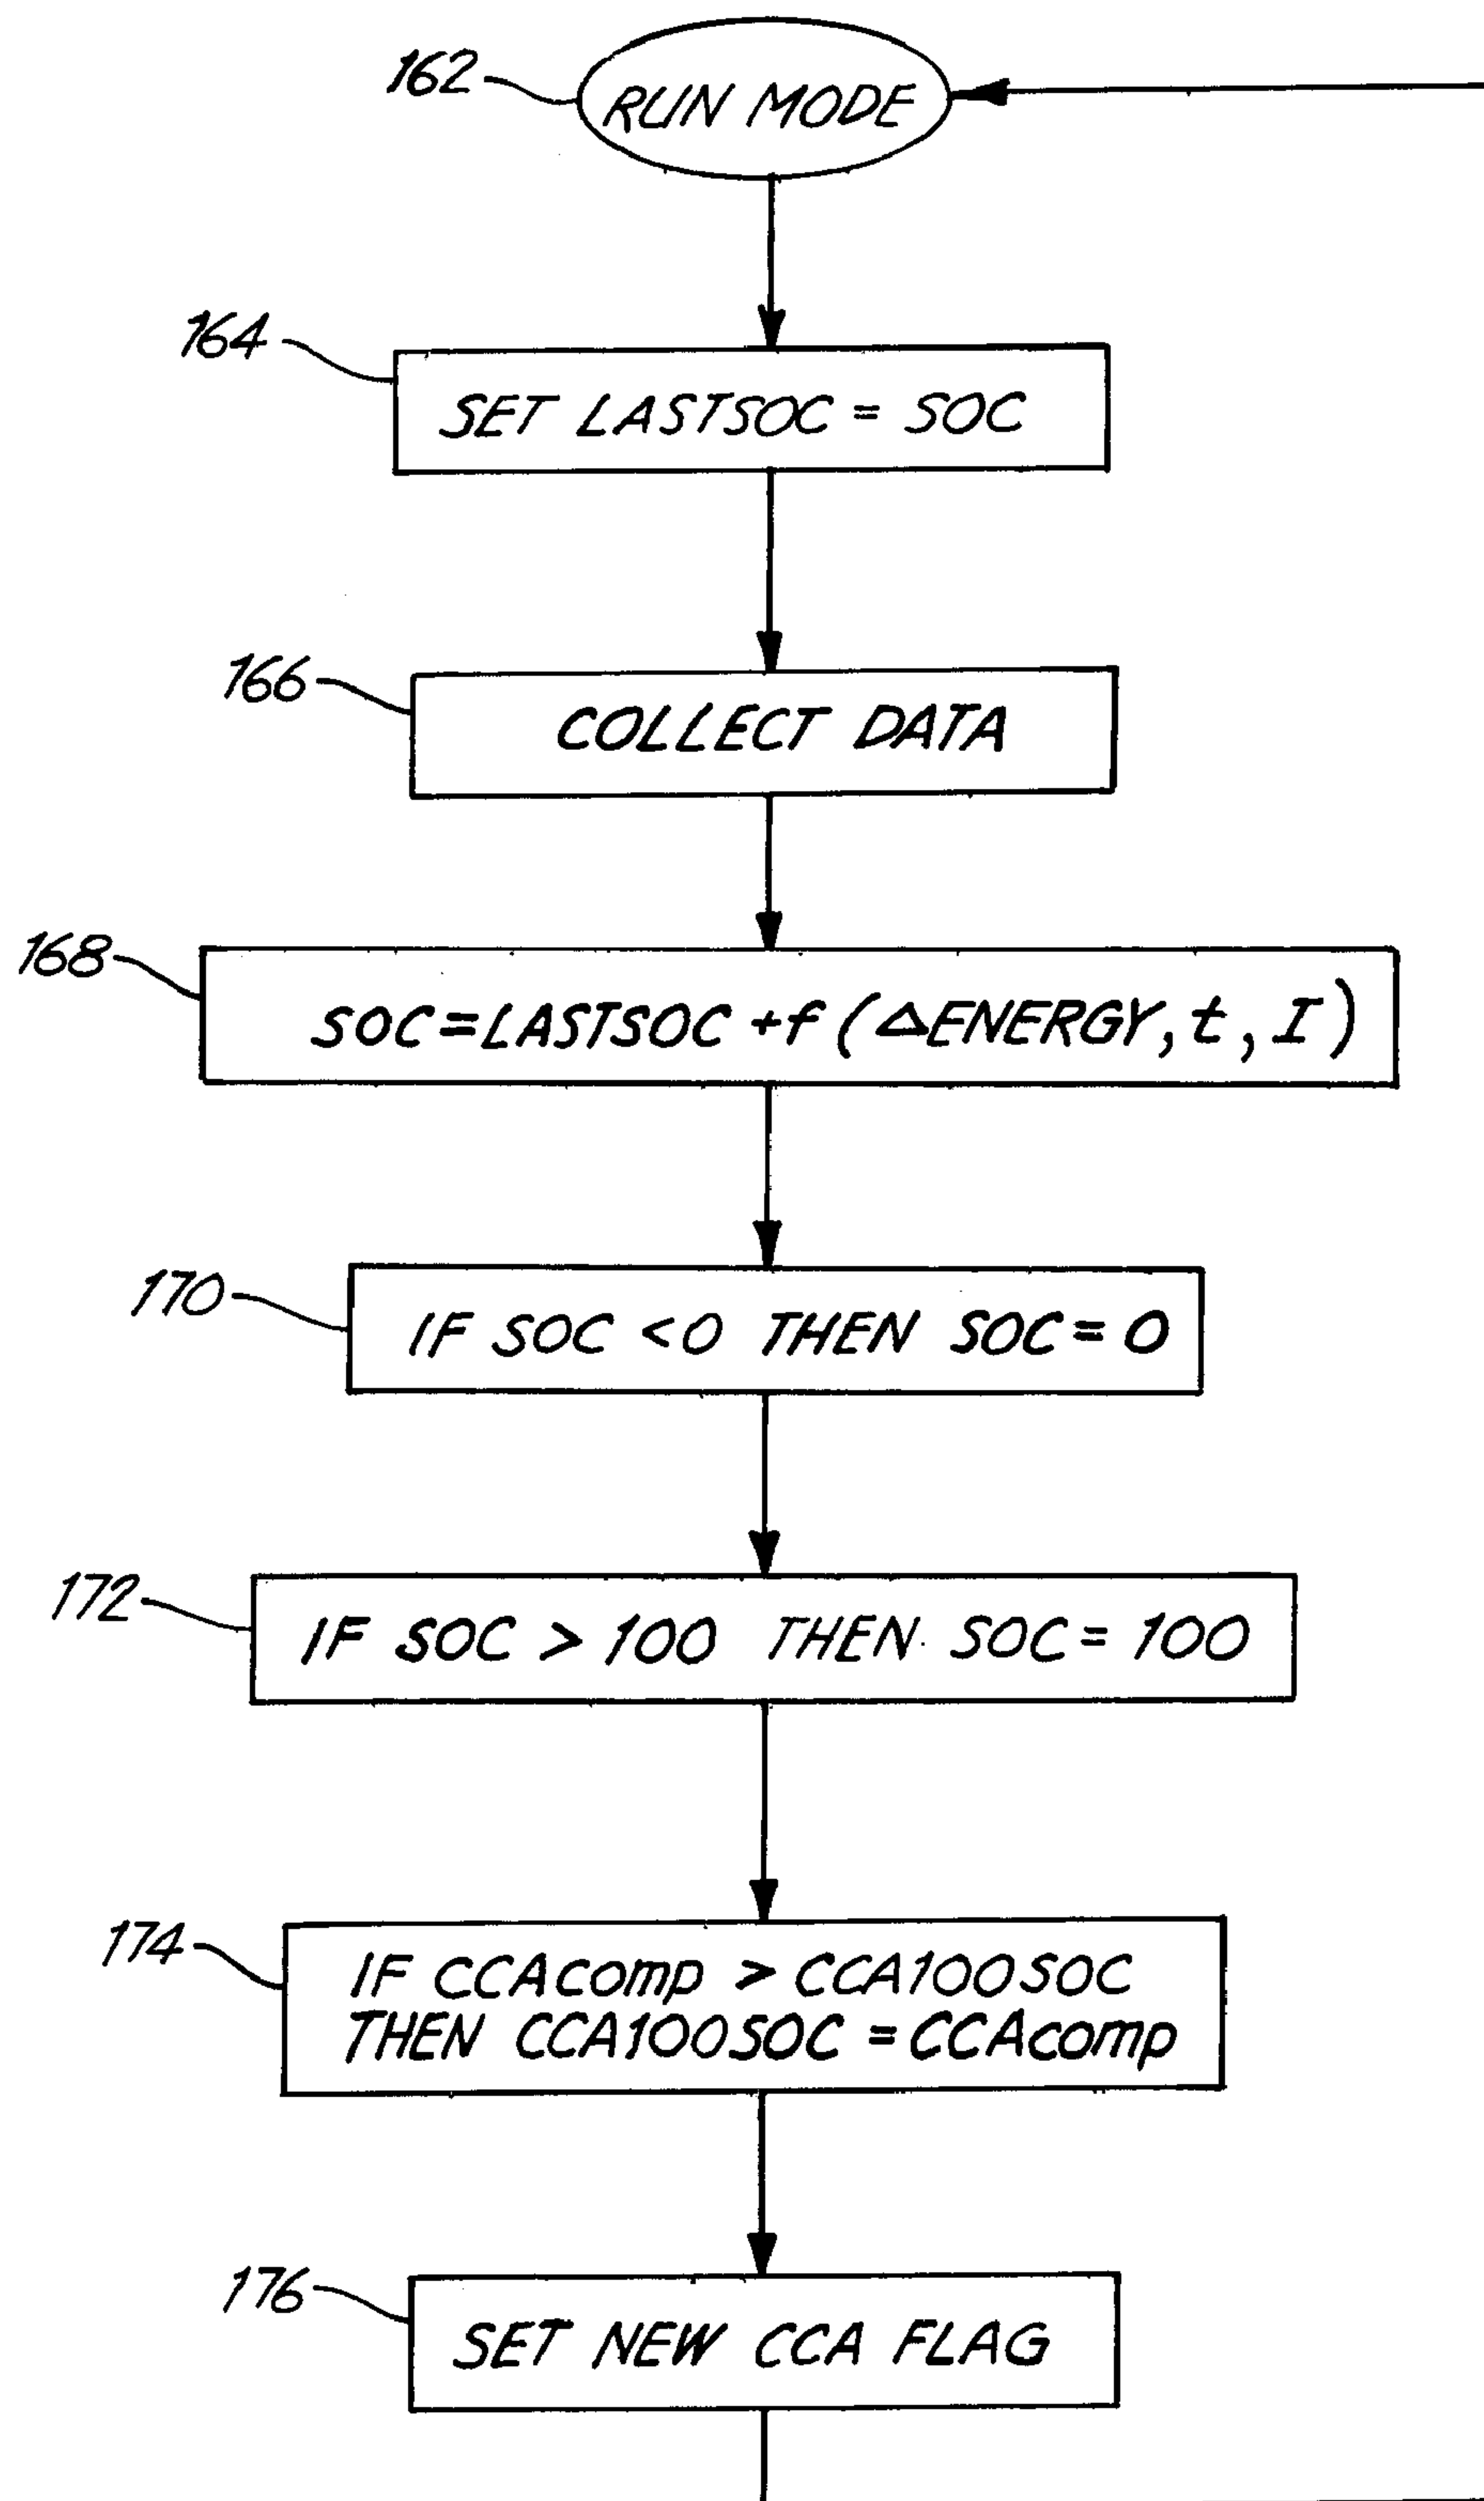 162
RUN MODE
164
SET LASTSOC = SOC
166
COLLECT DATA
168
SOC=LASTSOC +f (ΔENERGY, t, I)
170
IF SOC <0 THEN SOC= 0
172
IF SOC > 100 THEN SOC= 100
174
IF CCAcomp > CCA100SOC
THEN CCA100SOC =CCAcomp
176
SET NEW CCA FLAG